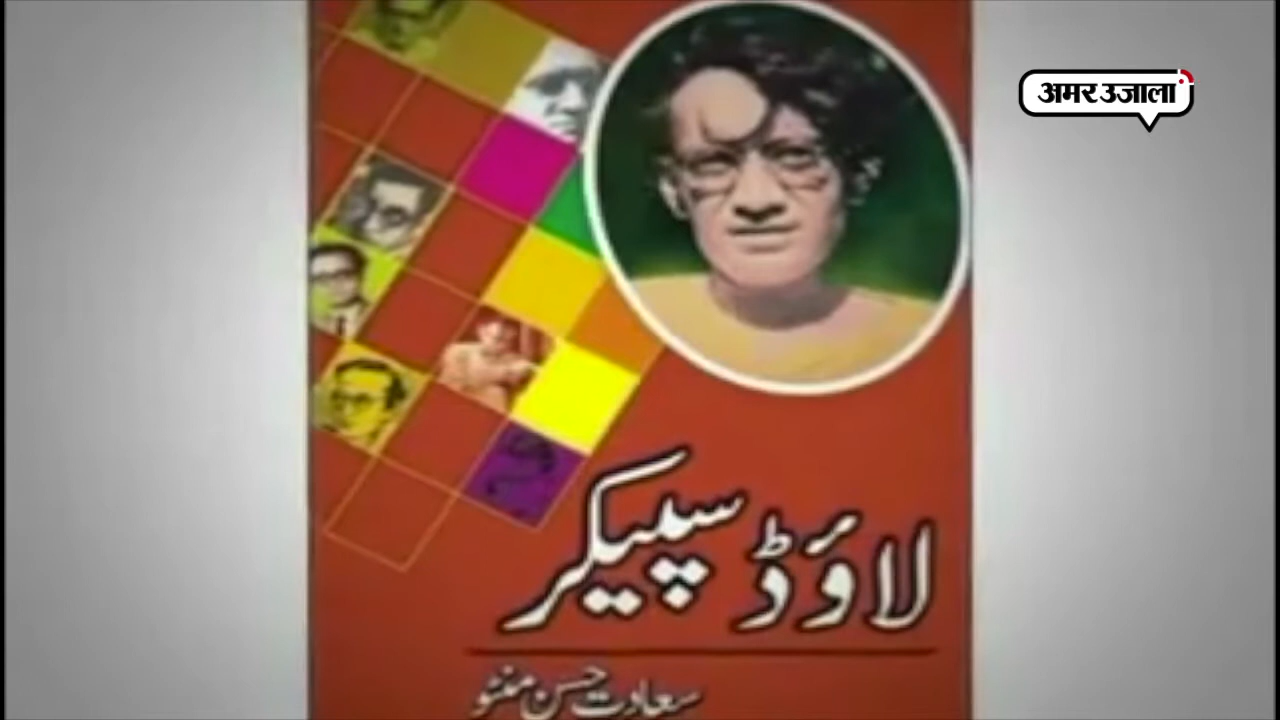 अमर उजाला
لاؤڈ سپیکر
سعادت حسن منٹو